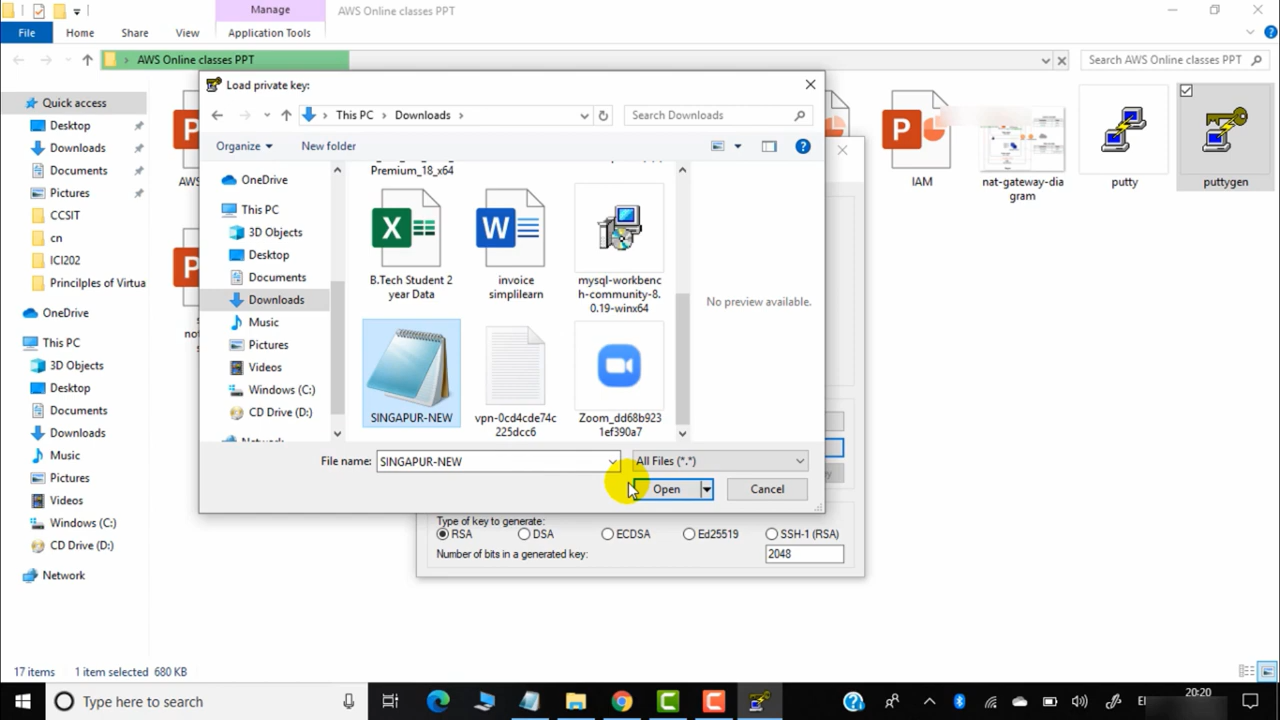 Manage
AWS Online classes PPT
File
Home
Share
View
Application Tools
AWS Online classes PPT
Search AWS Online classes PPT
Quick access
Desktop
Downloads
Documents
Pictures
CCSIT
cn
ICI202
Princilples of Virtua
OneDrive
This PC
3D Objects
Desktop
Documents
Downloads
Music
Pictures
Videos
Windows (C:)
CD Drive (D:)
Network
Load private key:
This PC
Downloads
Search Downloads
Organize
New folder
OneDrive
This PC
3D Objects
Desktop
Documents
Downloads
Music
Pictures
Videos
Windows (C:)
CD Drive (D:)
Premium_18_x64
B.Tech Student 2
year Data
invoice
simplilearn
mysql-workbenc
h-community-8.
0.19-winx64
SINGAPUR-NEW
vpn-0cd4cde74c
225dcc6
Zoom_dd68b923
1ef390a7
No preview available.
File name:
SINGAPUR-NEW
All Files (*.*)
Open
Cancel
Type of key to generate:
RSA
DSA
ECDSA
Ed25519
SSH-1 (RSA)
Number of bits in a generated key:
2048
AWS
IAM
nat-gateway-dia
gram
putty
puttygen
17 items
1 item selected 680 KB
Type here to search
20:20